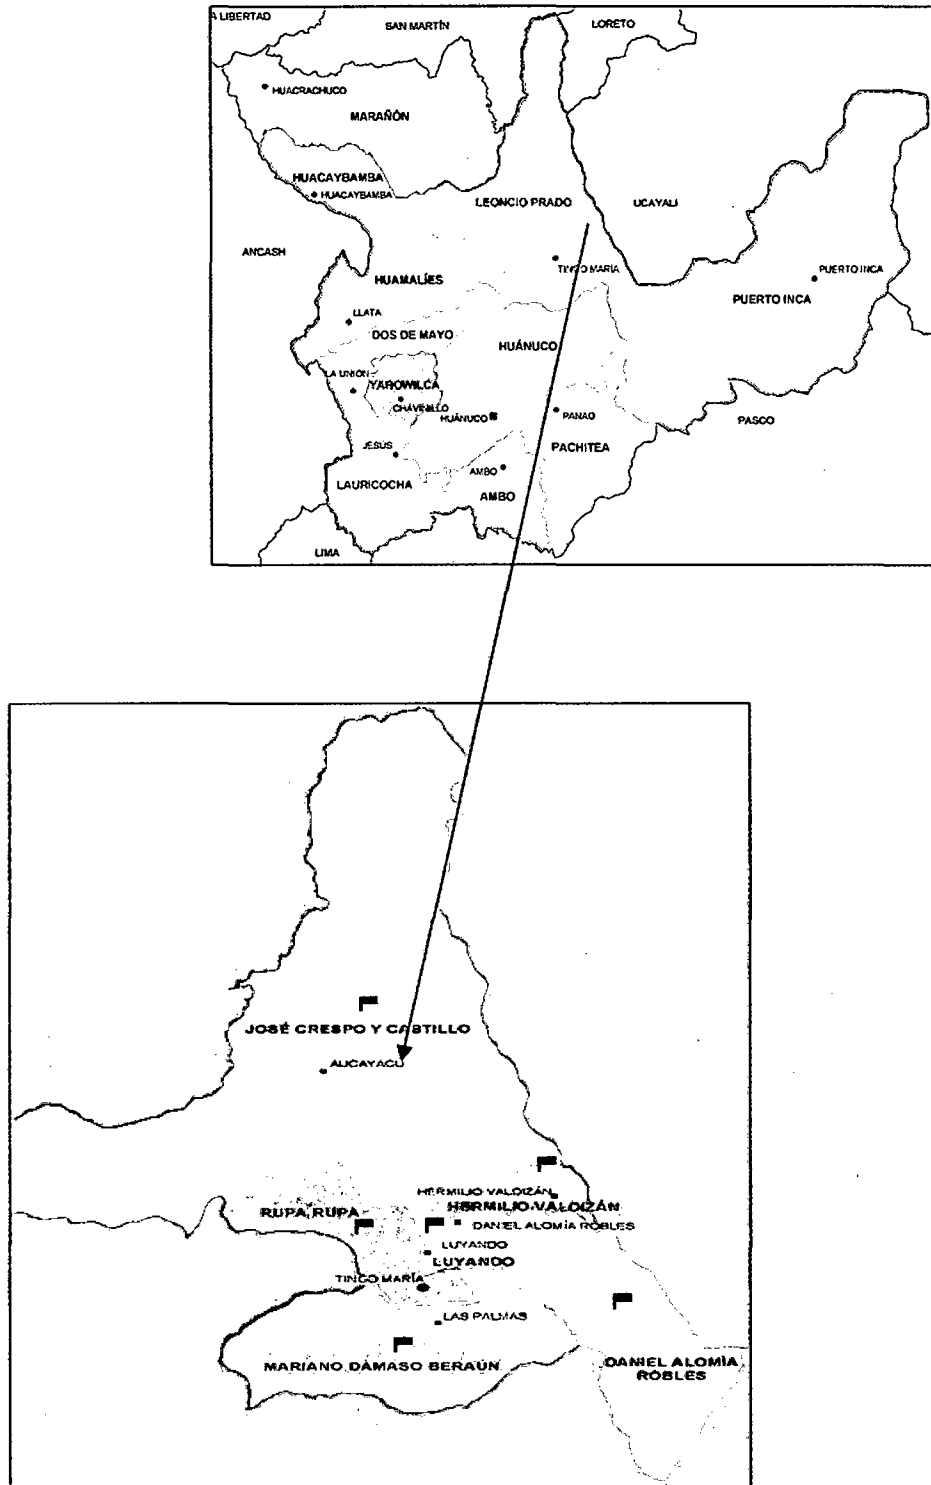 A LIBERTAD
SAN MARTÍN
LORETO
HUACRACHUCO
MARAÑÓN
HUACAYBAMBA
HUACAYBAMBA
LEONCIO PRADO
UCAYALI
ANCASH
TINGO MARÍA
PUERTO INCA
HUAMALÍES
PUERTO INCA
LLATA
DOS DE MAYO
HUÁNUCO
LA UNIÓN
YAROWILCA
CHAVINILLO
HUÁNUCO
PANAO
PASCO
JESÚS
PACHITEA
AMBO
LAURICOCHA
AMBO
LIMA
JOSÉ CRESPO Y CASTILLO
AUCAYACU
HERMILIO VALDIZÁN
HERMILIO VALDIZÁN
RUPA RUPA
DANIEL ALOMÍA ROBLES
LUYANDO
LUYANDO
TINGO MARÍA
LAS PALMAS
MARIANO DÁMASO BERAÚN
DANIEL ALOMÍA
ROBLES